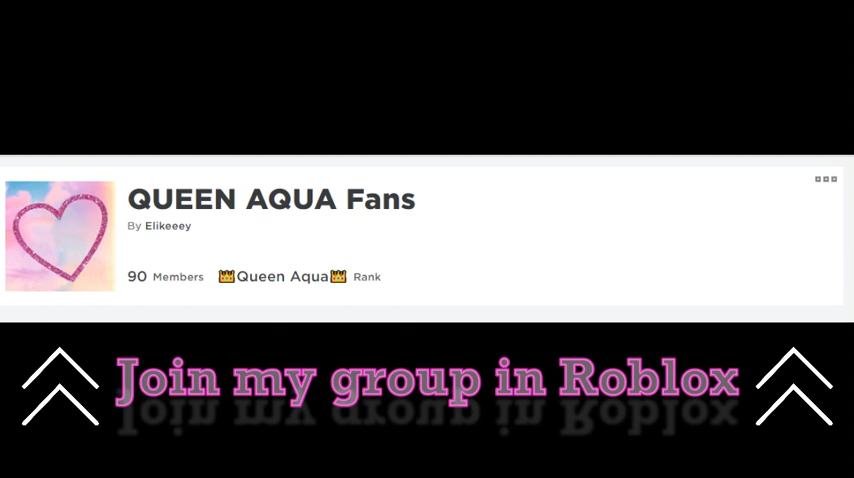 QUEEN AQUA Fans
By Elikeeey
90 Members 👑Queen Aqua👑 Rank
Join my group in Roblox